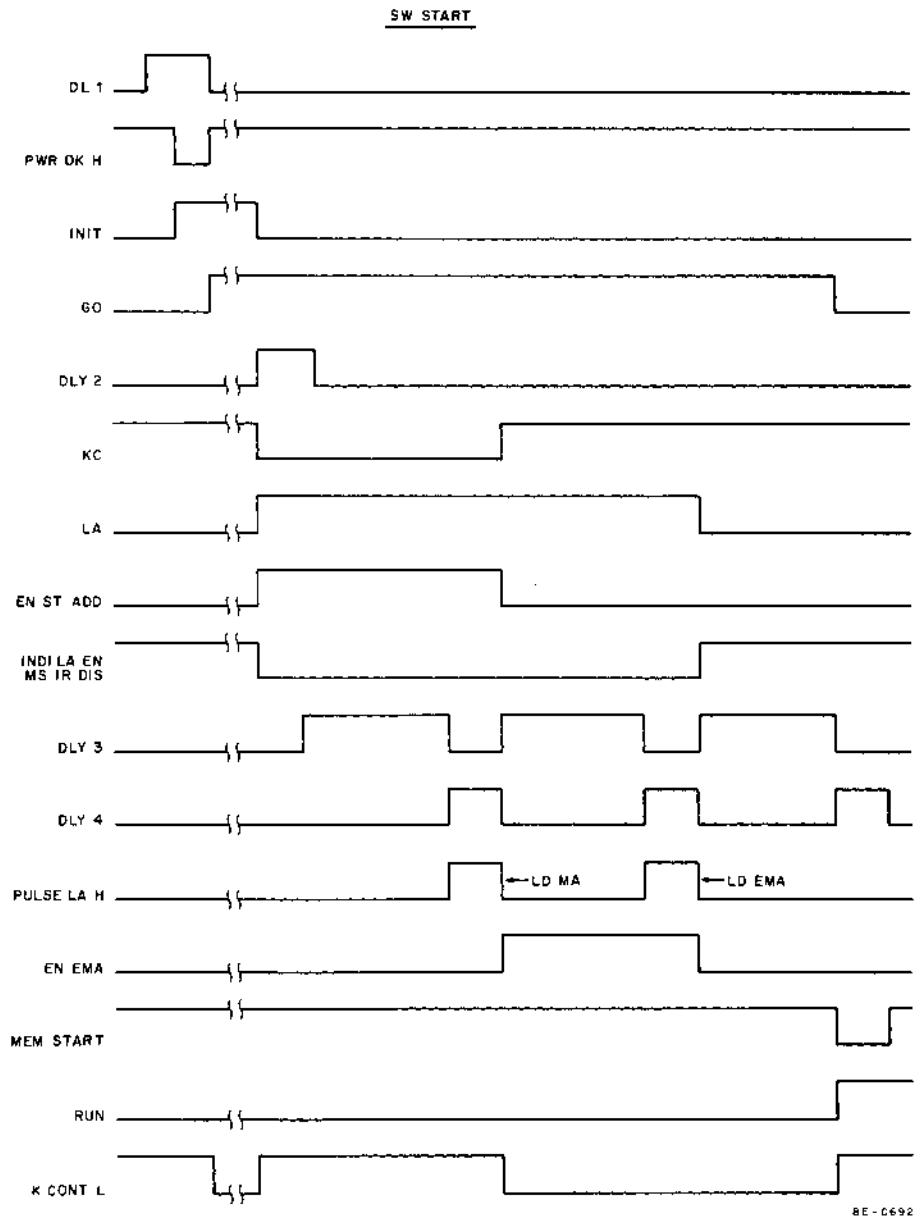 SW START
DL 1
PWR OK H
INIT
GO
DLY 2
KC
LA
EN ST ADD
INDI LA EN
MS IR DIS
DLY 3
DLY 4
PULSE LA H
LD MA
LD EMA
EN EMA
MEM START
RUN
K CONT L
8E-0692